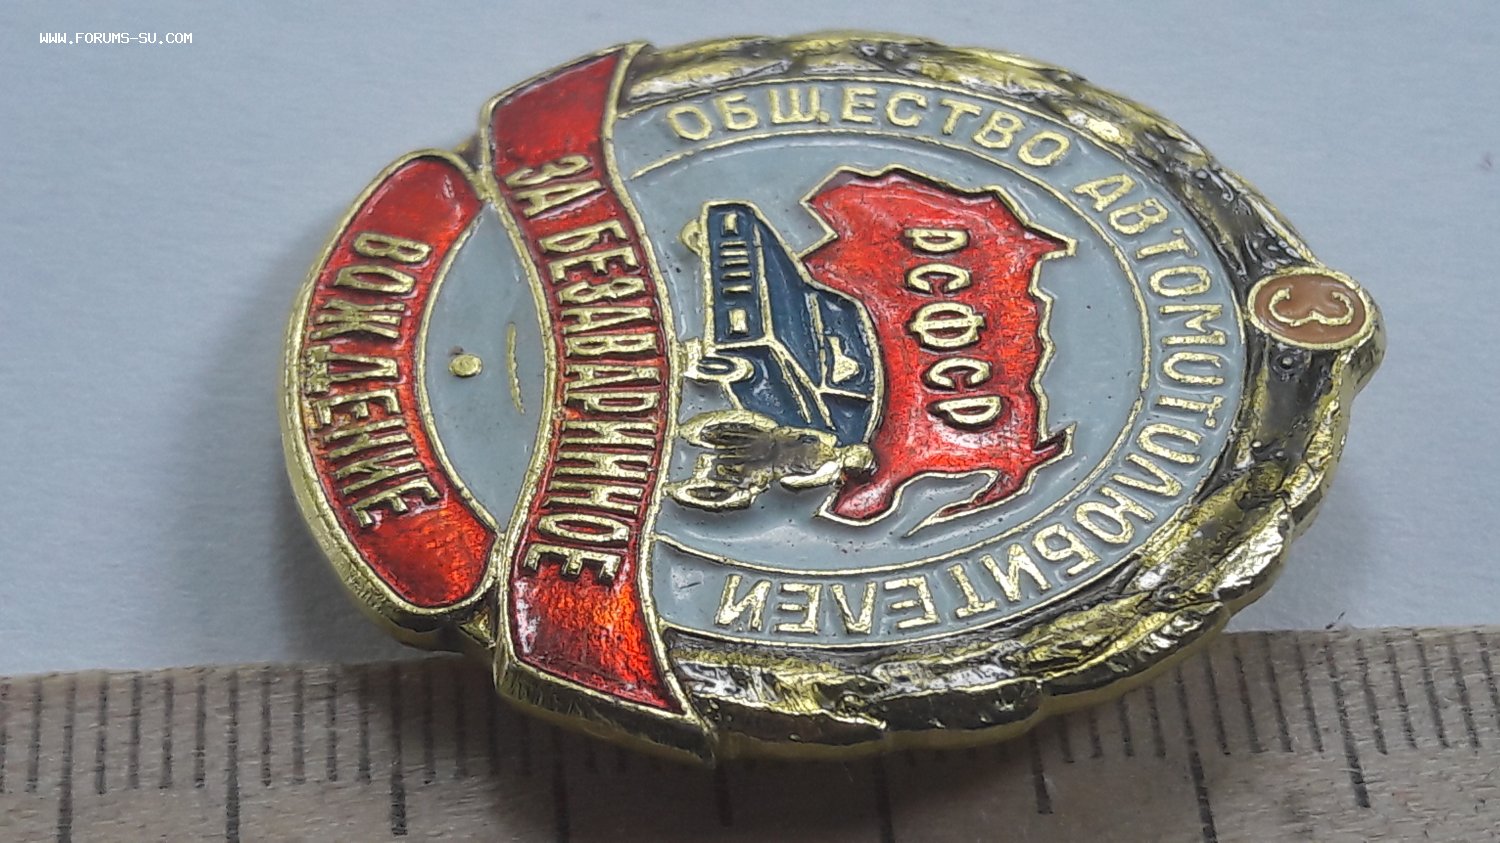 WWW.FORUMS-SU.COM
3
ОБЩЕСТВО АВТОМОТОЛЮБИТЕЛЕЙ
РСФСР
ЗА БЕЗАВАРИЙНОЕ
ВОЖДЕНИЕ